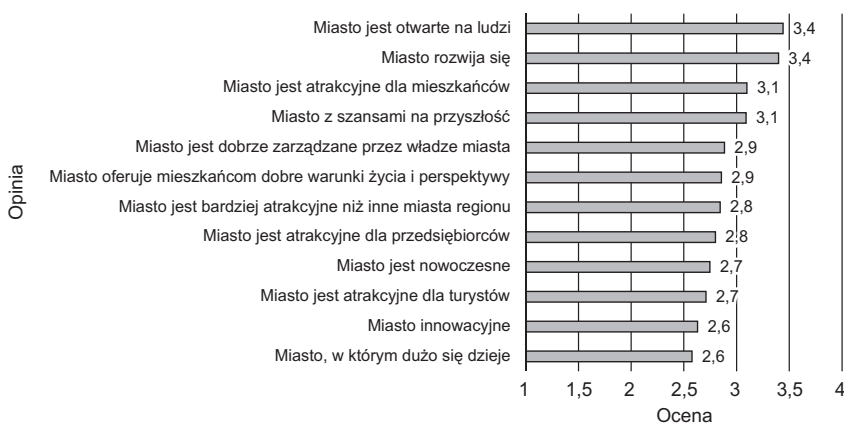 Opinia
Miasto jest otwarte na ludzi 3,4
Miasto rozwija się 3,4
Miasto jest atrakcyjne dla mieszkańców 3,1
Miasto z szansami na przyszłość 3,1
Miasto jest dobrze zarządzane przez władze miasta 2,9
Miasto oferuje mieszkańcom dobre warunki życia i perspektywy 2,9
Miasto jest bardziej atrakcyjne niż inne miasta regionu 2,8
Miasto jest atrakcyjne dla przedsiębiorców 2,8
Miasto jest nowoczesne 2,7
Miasto jest atrakcyjne dla turystów 2,7
Miasto innowacyjne 2,6
Miasto, w którym dużo się dzieje 2,6
1 1,5 2 2,5 3 3,5 4
Ocena